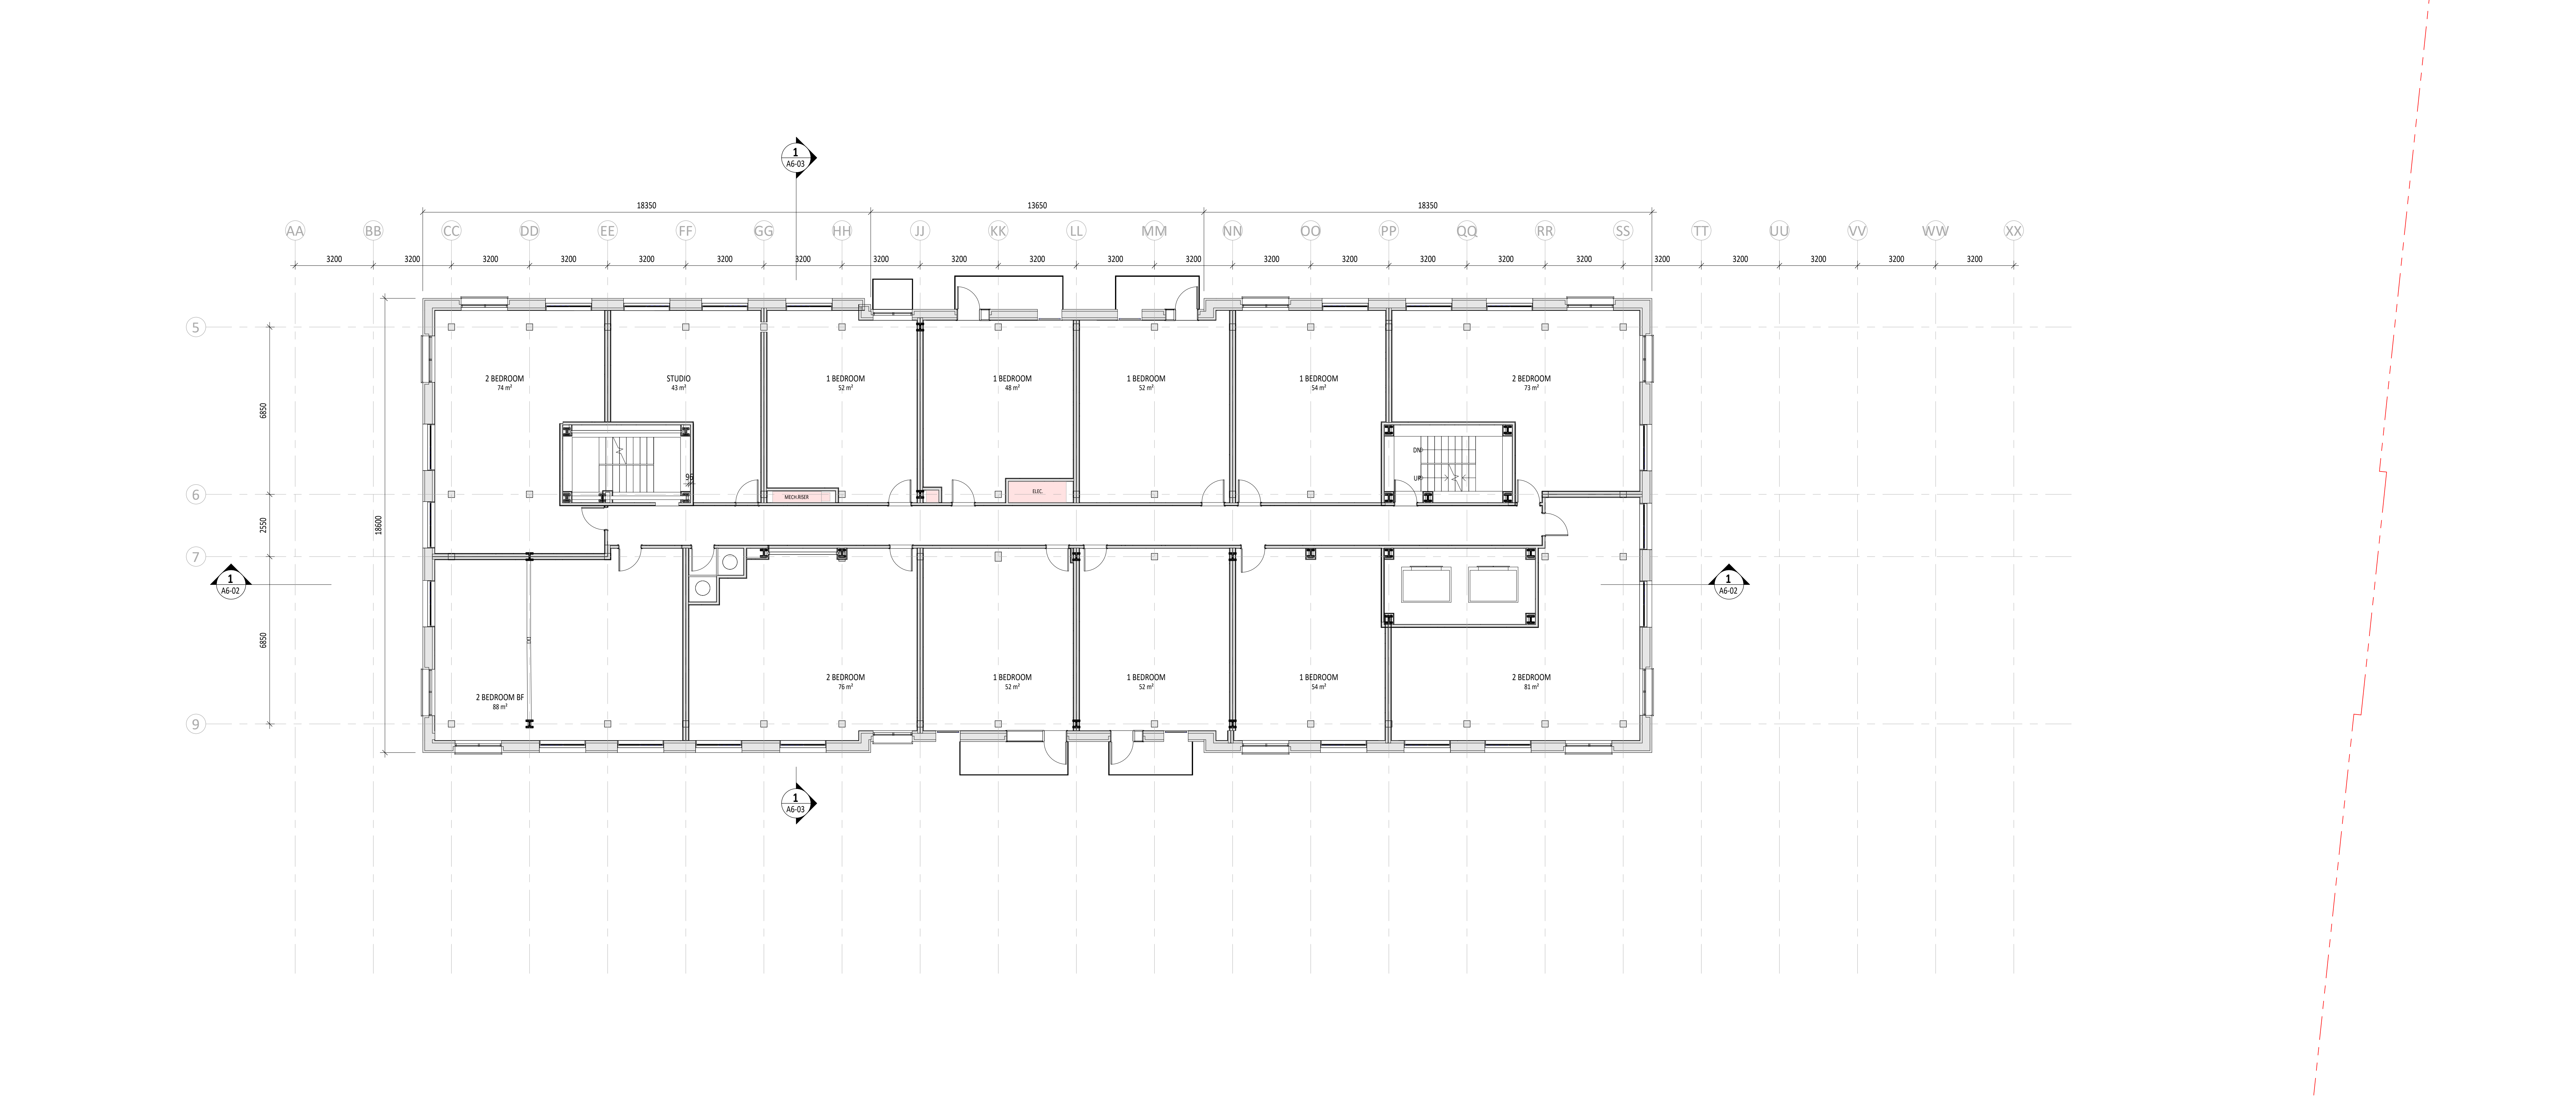 1
A6-03
18350 13650 18350
AA BB CC DD EE FF GG HH JJ KK LL MM NN OO PP QQ RR SS TT UU VV WW XX
3200 3200 3200 3200 3200 3200 3200 3200 3200 3200 3200 3200 3200 3200 3200 3200 3200 3200 3200 3200 3200 3200
5
2 BEDROOM
74 m²
STUDIO
43 m²
1 BEDROOM
52 m²
1 BEDROOM
48 m²
1 BEDROOM
52 m²
1 BEDROOM
54 m²
2 BEDROOM
73 m²
6850
DN
UP
UP
6
MECH.RISER
ELEC.
2550
18600
7
1
A6-02
1
A6-02
6850
2 BEDROOM BF
88 m²
2 BEDROOM
76 m²
1 BEDROOM
52 m²
1 BEDROOM
52 m²
1 BEDROOM
54 m²
2 BEDROOM
81 m²
9
1
A6-03